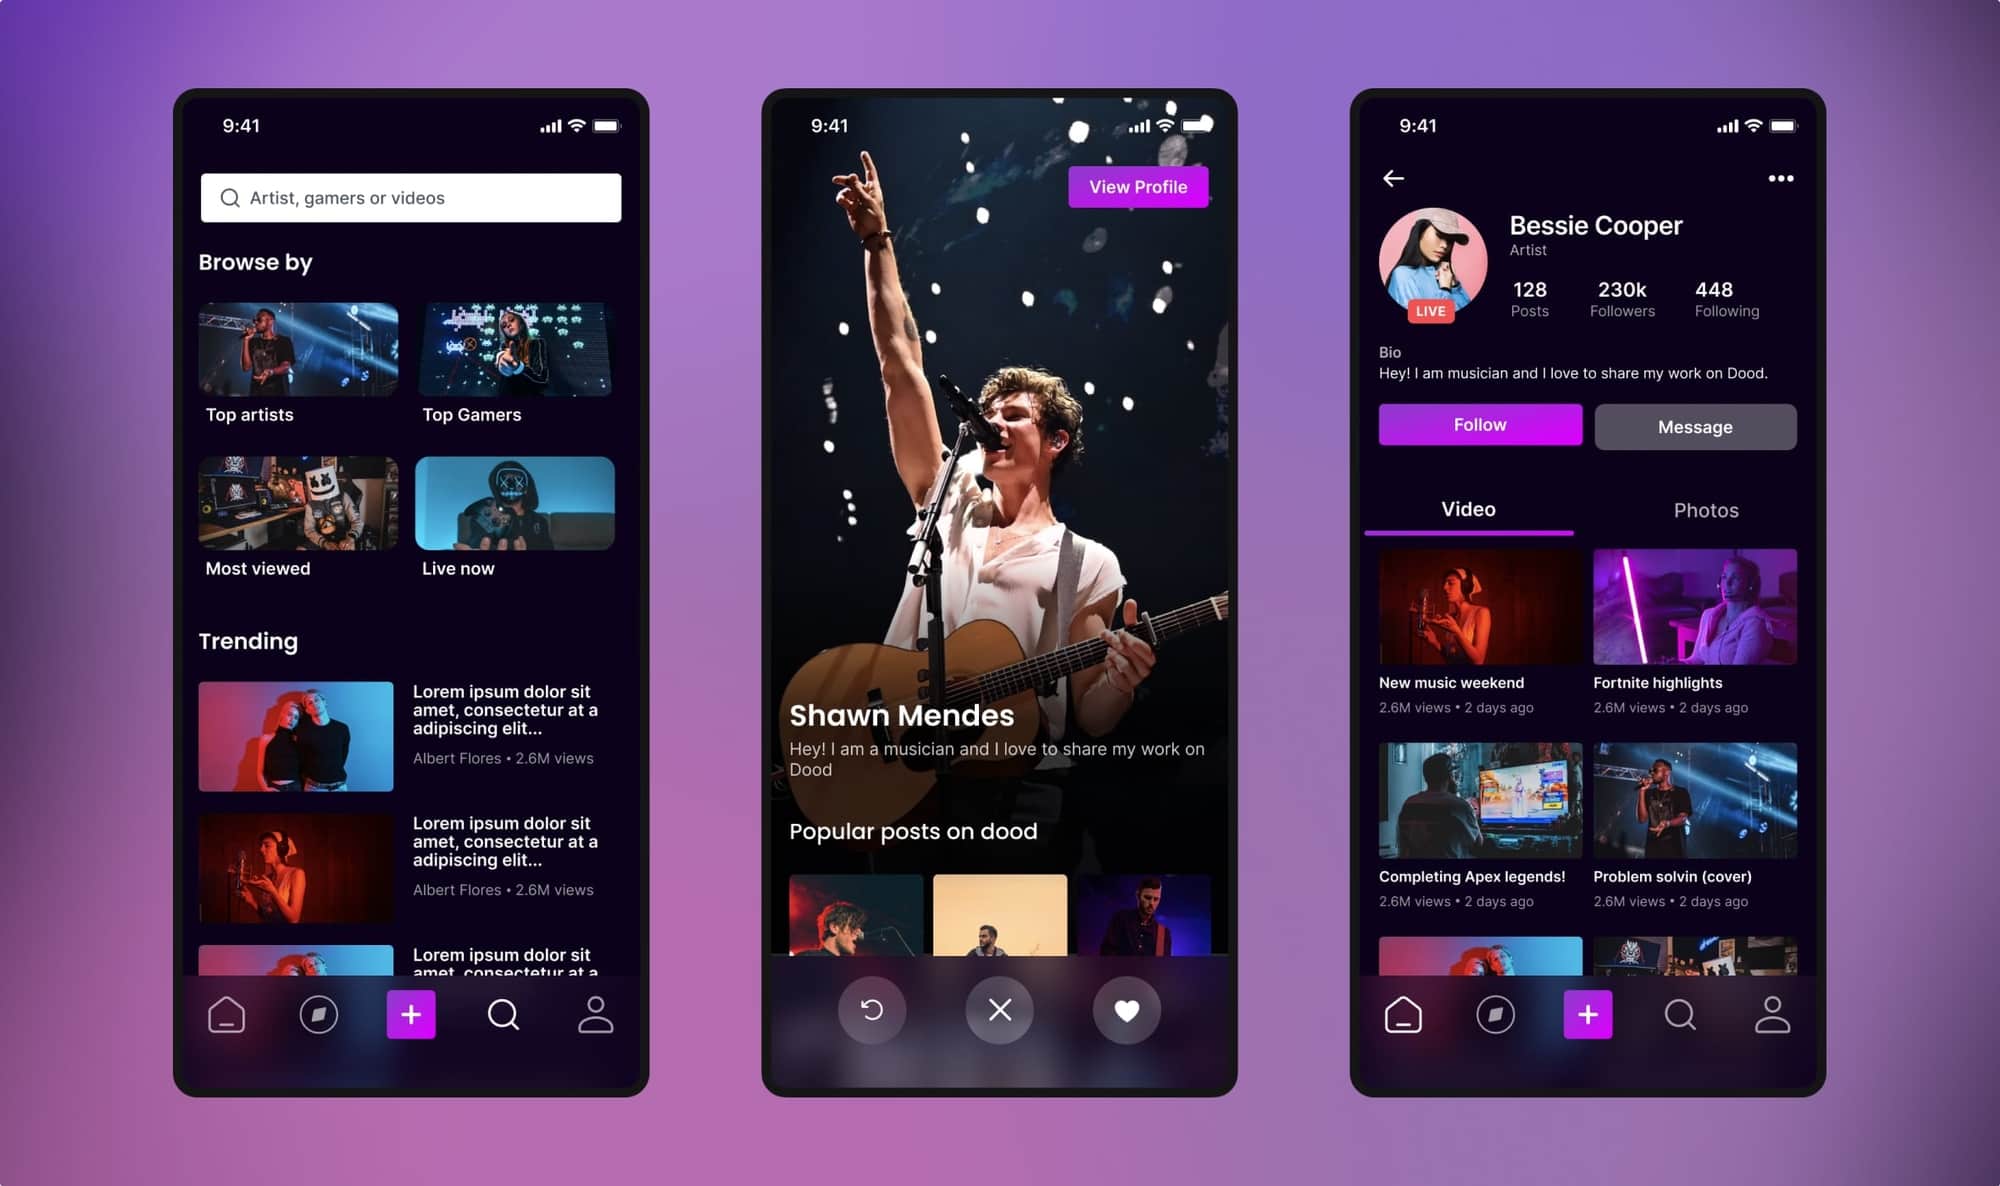 9:41
Artist, gamers or videos
Browse by
Top artists
Top Gamers
Most viewed
Live now
Trending
Lorem ipsum dolor sit
amet, consectetur at a
adipiscing elit...
Albert Flores • 2.6M views
Lorem ipsum dolor sit
amet, consectetur at a
adipiscing elit...
Albert Flores • 2.6M views
Lorem ipsum dolor sit
amet, consectetur at a
9:41
View Profile
Shawn Mendes
Hey! I am a musician and I love to share my work on
Dood
Popular posts on dood
9:41
Bessie Cooper
Artist
128 230k 448
Posts Followers Following
LIVE
Bio
Hey! I am musician and I love to share my work on Dood.
Follow Message
Video Photos
New music weekend
2.6M views • 2 days ago
Fortnite highlights
2.6M views • 2 days ago
Completing Apex legends!
2.6M views • 2 days ago
Problem solvin (cover)
2.6M views • 2 days ago